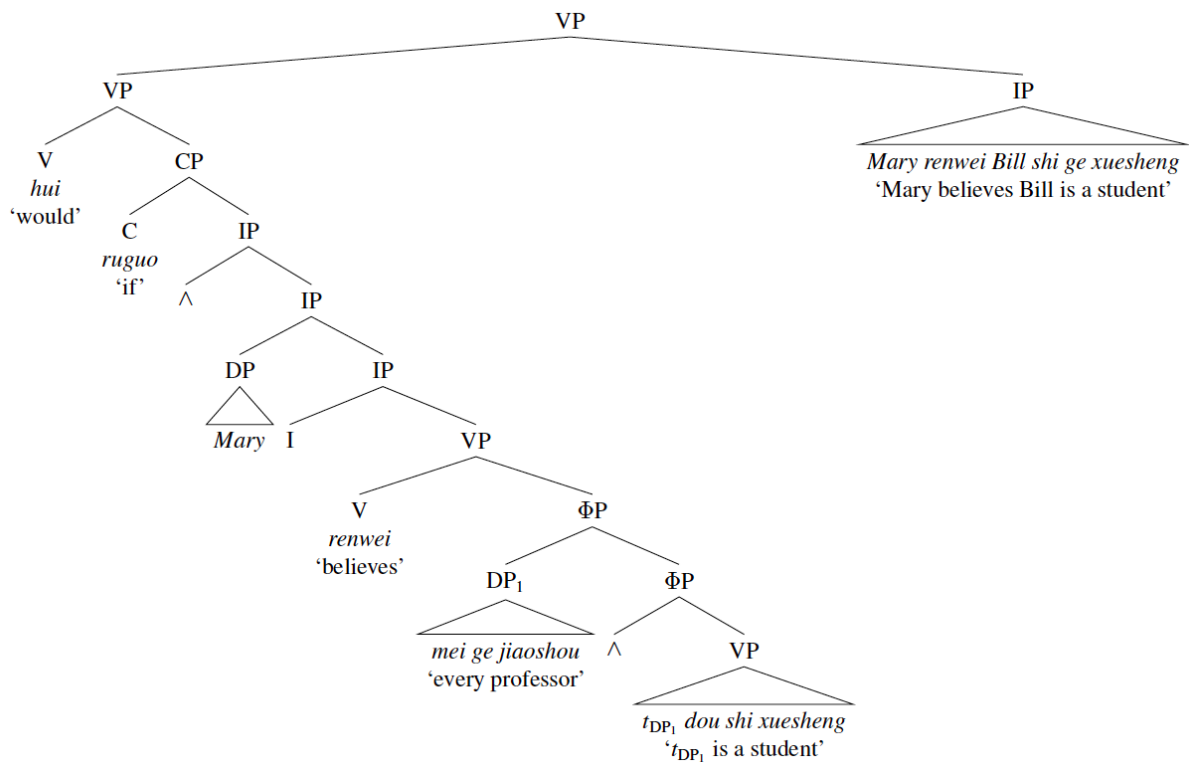 VP
VP IP
V CP Mary renwei Bill shi ge xuesheng
hui ‘Mary believes Bill is a student’
‘would’ C IP
ruguo
‘if’ ^ IP
DP IP
Mary I VP
V ΦP
renwei
‘believes’ DP₁ ΦP
mei ge jiaoshou ^ VP
‘every professor’
t_DP₁ dou shi xuesheng
‘t_DP₁ is a student’